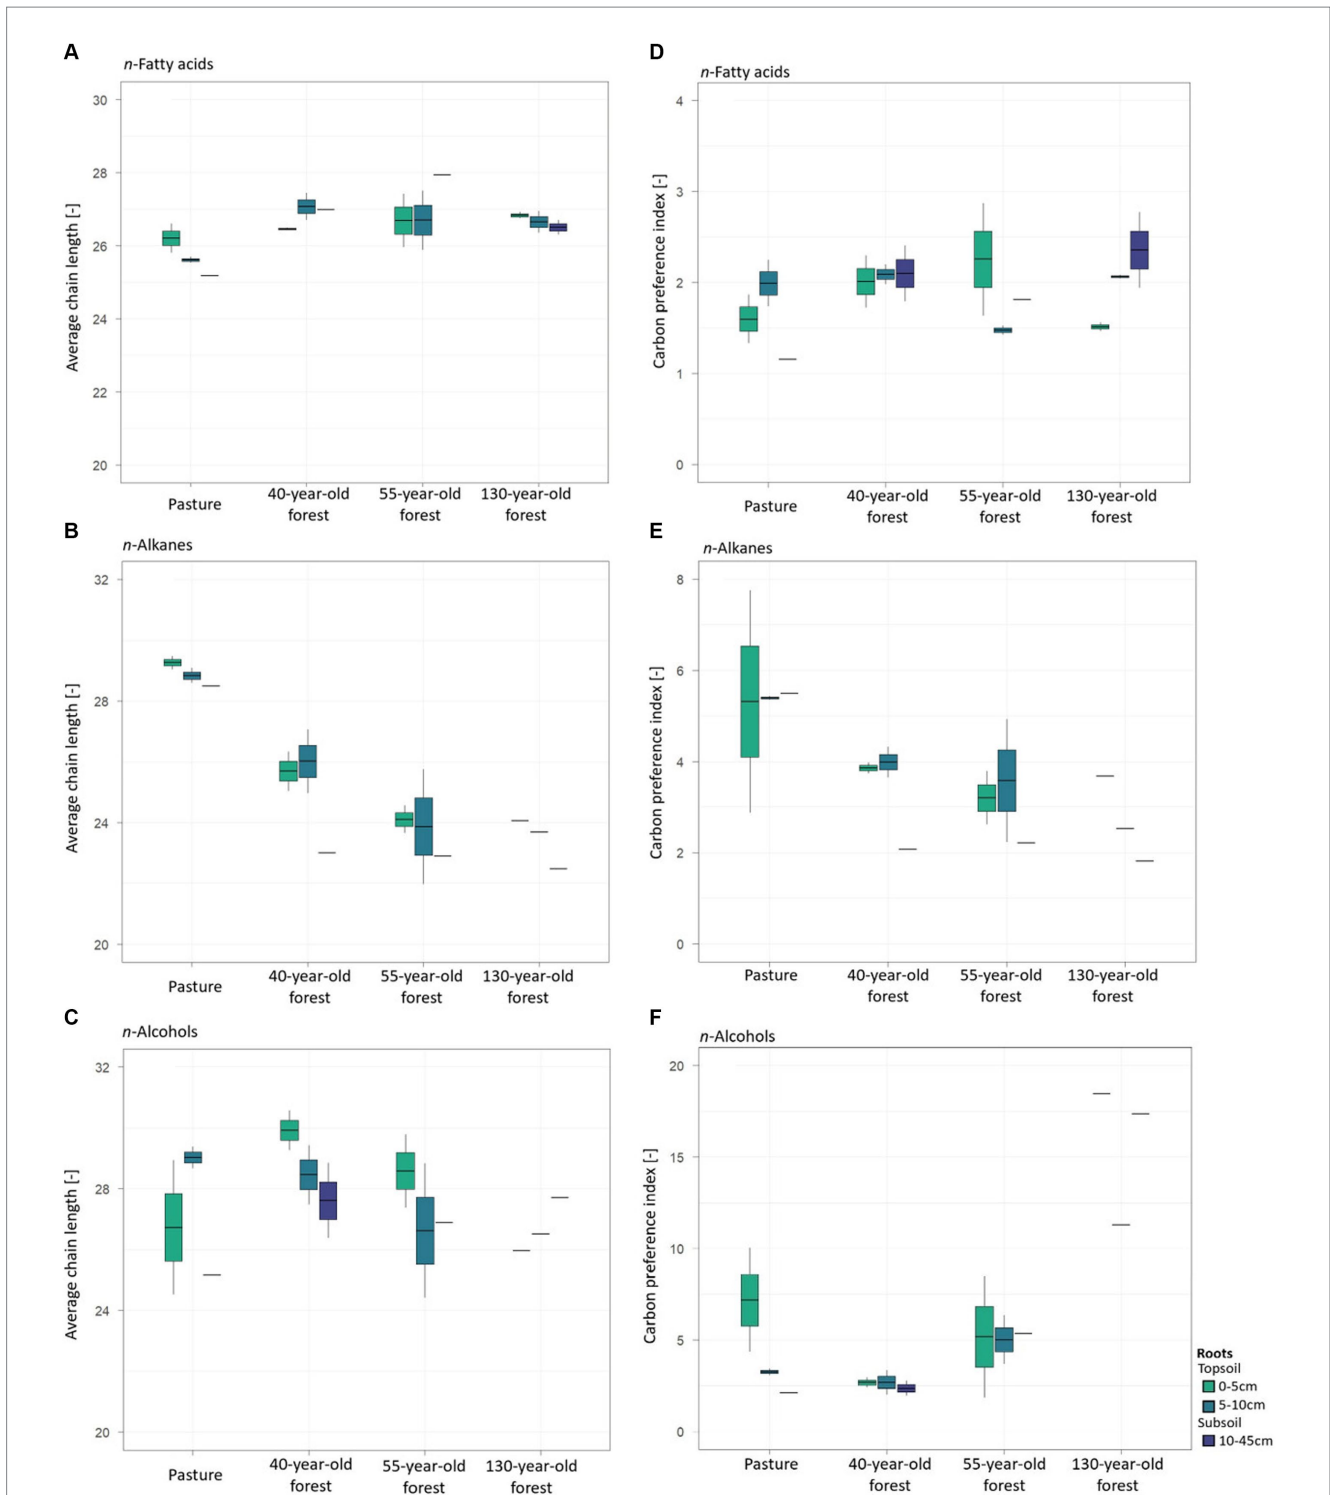 A
n-Fatty acids
Average chain length [-]
30
28
26
24
22
20
Pasture
40-year-old
forest
55-year-old
forest
130-year-old
forest
D
n-Fatty acids
Carbon preference index [-]
4
3
2
1
0
Pasture
40-year-old
forest
55-year-old
forest
130-year-old
forest
B
n-Alkanes
Average chain length [-]
32
28
24
20
Pasture
40-year-old
forest
55-year-old
forest
130-year-old
forest
E
n-Alkanes
Carbon preference index [-]
8
6
4
2
0
Pasture
40-year-old
forest
55-year-old
forest
130-year-old
forest
C
n-Alcohols
Average chain length [-]
32
28
24
20
Pasture
40-year-old
forest
55-year-old
forest
130-year-old
forest
F
n-Alcohols
Carbon preference index [-]
20
15
10
5
0
Pasture
40-year-old
forest
55-year-old
forest
130-year-old
forest
Roots
Topsoil
0-5cm
5-10cm
Subsoil
10-45cm